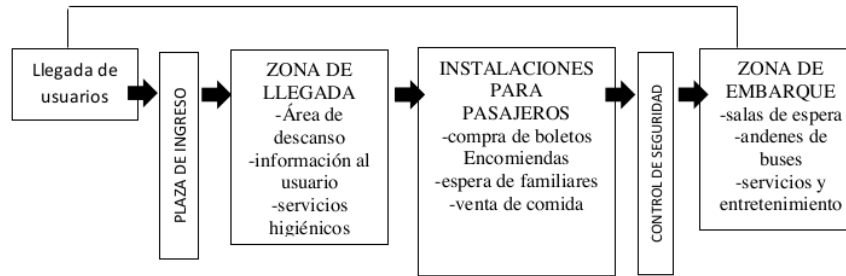 Llegada de
usuarios
PLAZA DE INGRESO
ZONA DE
LLEGADA
-Área de
descanso
-información al
usuario
-servicios
higiénicos
INSTALACIONES
PARA
PASAJEROS
-compra de boletos
Encomiendas
-espera de familiares
-venta de comida
CONTROL DE SEGURIDAD
ZONA DE
EMBARQUE
-salas de espera
-andenes de
buses
-servicios y
entretenimiento